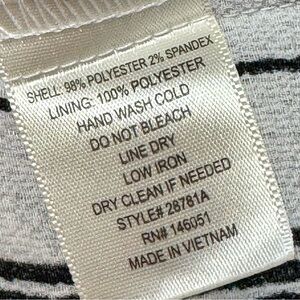 SHELL: 98% POLYESTER 2% SPANDEX
LINING: 100% POLYESTER
HAND WASH COLD
DO NOT BLEACH
LINE DRY
LOW IRON
DRY CLEAN IF NEEDED
STYLE# 28781A
RN# 146051
MADE IN VIETNAM